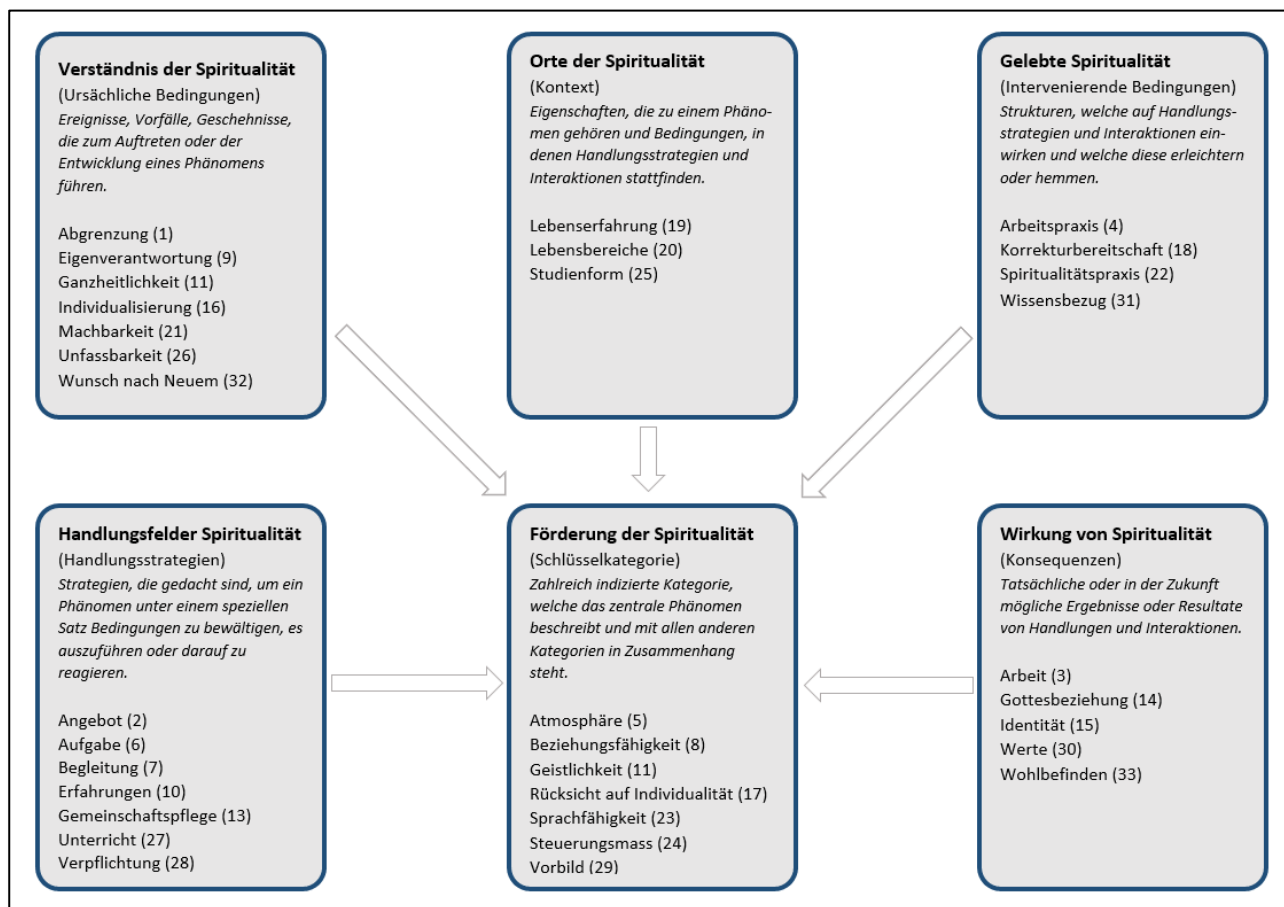 Verständnis der Spiritualität
(Ursächliche Bedingungen)
Ereignisse, Vorfälle, Geschehnisse,
die zum Auftreten oder der
Entwicklung eines Phänomens
führen.
Abgrenzung (1)
Eigenverantwortung (9)
Ganzheitlichkeit (11)
Individualisierung (16)
Machbarkeit (21)
Unfassbarkeit (26)
Wunsch nach Neuem (32)
Orte der Spiritualität
(Kontext)
Eigenschaften, die zu einem Phäno-
men gehören und Bedingungen, in
denen Handlungsstrategien und
Interaktionen stattfinden.
Lebenserfahrung (19)
Lebensbereiche (20)
Studienform (25)
Gelebte Spiritualität
(Intervenierende Bedingungen)
Strukturen, welche auf Handlungs-
strategien und Interaktionen ein-
wirken und welche diese erleichtern
oder hemmen.
Arbeitspraxis (4)
Korrekturbereitschaft (18)
Spiritualitätspraxis (22)
Wissensbezug (31)
Handlungsfelder Spiritualität
(Handlungsstrategien)
Strategien, die gedacht sind, um ein
Phänomen unter einem speziellen
Satz Bedingungen zu bewältigen, es
auszuführen oder darauf zu
reagieren.
Angebot (2)
Aufgabe (6)
Begleitung (7)
Erfahrungen (10)
Gemeinschaftspflege (13)
Unterricht (27)
Verpflichtung (28)
Förderung der Spiritualität
(Schlüsselkategorie)
Zahlreich indizierte Kategorie,
welche das zentrale Phänomen
beschreibt und mit allen anderen
Kategorien in Zusammenhang
steht.
Atmosphäre (5)
Beziehungsfähigkeit (8)
Geistlichkeit (11)
Rücksicht auf Individualität (17)
Sprachfähigkeit (23)
Steuerungsmass (24)
Vorbild (29)
Wirkung von Spiritualität
(Konsequenzen)
Tatsächliche oder in der Zukunft
mögliche Ergebnisse oder Resultate
von Handlungen und Interaktionen.
Arbeit (3)
Gottesbeziehung (14)
Identität (15)
Werte (30)
Wohlbefinden (33)